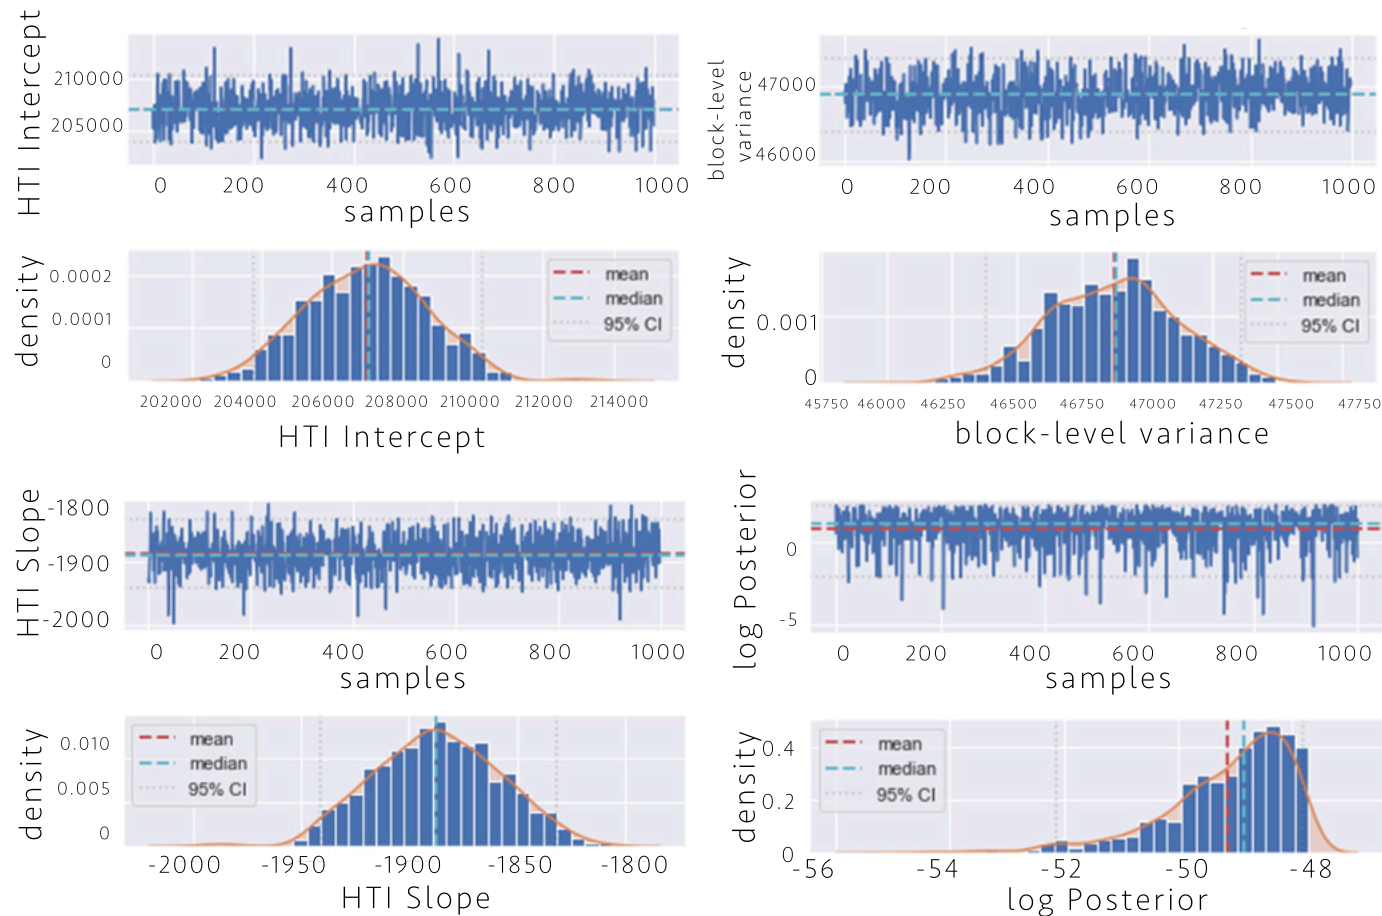 HTI Intercept
210000
205000
0 200 400 600 800 1000
samples
block-level
variance
47000
46000
0 200 400 600 800 1000
samples
density
0.0002
0.0001
0
mean
median
95% CI
202000 204000 206000 208000 210000 212000 214000
HTI Intercept
density
0.001
0
mean
median
95% CI
45750 46000 46250 46500 46750 47000 47250 47500 47750
block-level variance
HTI Slope
-1800
-1900
-2000
0 200 400 600 800 1000
samples
log Posterior
0
-5
0 200 400 600 800 1000
samples
density
0.010
0.005
0
mean
median
95% CI
-2000 -1950 -1900 -1850 -1800
HTI Slope
density
0.4
0.2
0
mean
median
95% CI
-56 -54 -52 -50 -48
log Posterior